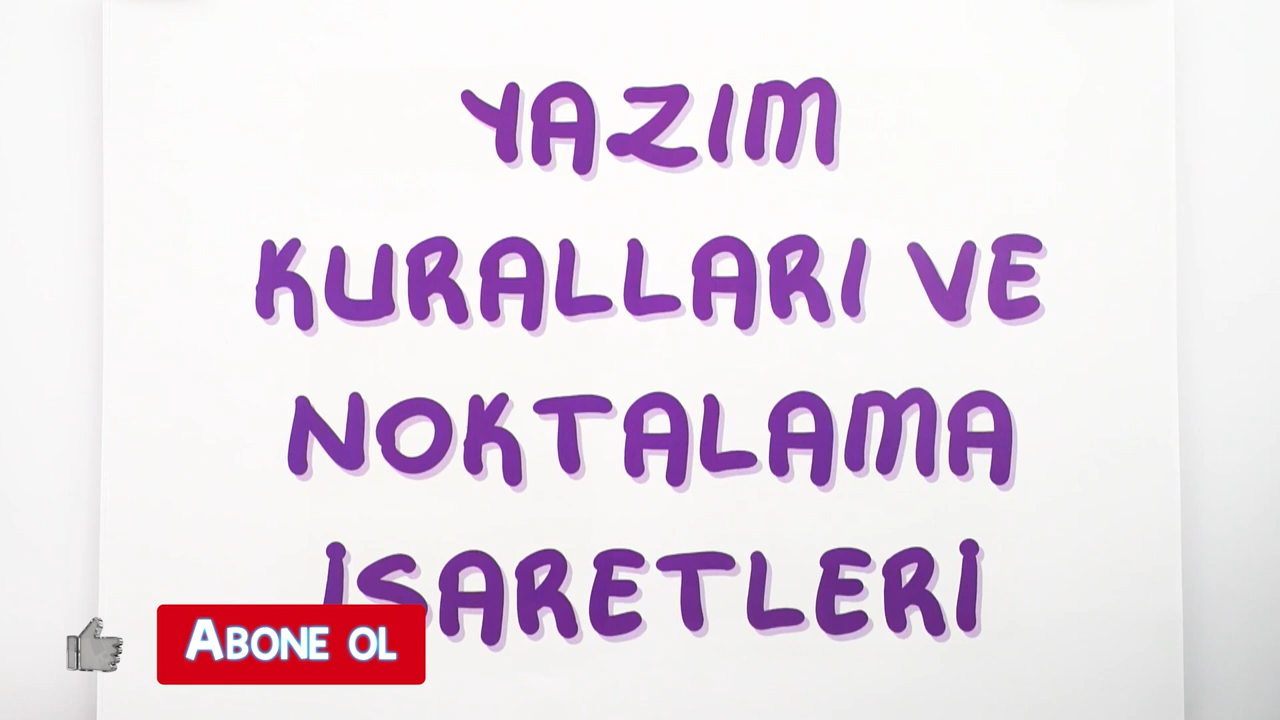 YAZIM
KURALLARI VE
NOKTALAMA
İŞARETLERİ
ABONE OL